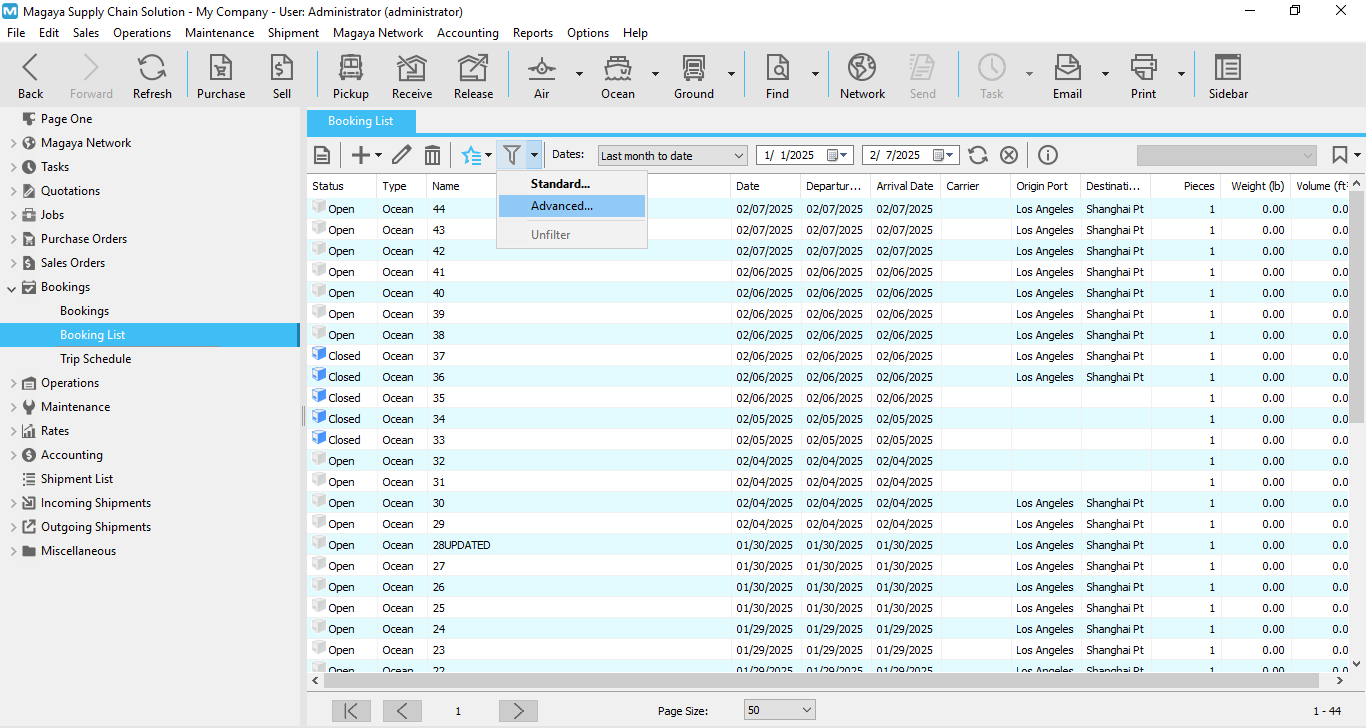 Magaya Supply Chain Solution - My Company - User: Administrator (administrator)
File Edit Sales Operations Maintenance Shipment Magaya Network Accounting Reports Options Help
Back Forward Refresh Purchase Sell Pickup Receive Release Air Ocean Ground Find Network Send Task Email Print Sidebar
Page One
Magaya Network
Tasks
Quotations
Jobs
Purchase Orders
Sales Orders
Bookings
Bookings
Booking List
Trip Schedule
Operations
Maintenance
Rates
Accounting
Shipment List
Incoming Shipments
Outgoing Shipments
Miscellaneous
Booking List
Dates: Last month to date 1/ 1/2025 2/ 7/2025
Standard...
Advanced...
Unfilter
Status Type Name Date Departur... Arrival Date Carrier Origin Port Destinati... Pieces Weight (lb) Volume (ft³
Open Ocean 44 02/07/2025 02/07/2025 02/07/2025 Los Angeles Shanghai Pt 1 0.00 0.0
Open Ocean 43 02/07/2025 02/07/2025 02/07/2025 Los Angeles Shanghai Pt 1 0.00 0.0
Open Ocean 42 02/07/2025 02/07/2025 02/07/2025 Los Angeles Shanghai Pt 1 0.00 0.0
Open Ocean 41 02/06/2025 02/06/2025 02/06/2025 Los Angeles Shanghai Pt 1 0.00 0.0
Open Ocean 40 02/06/2025 02/06/2025 02/06/2025 Los Angeles Shanghai Pt 1 0.00 0.0
Open Ocean 39 02/06/2025 02/06/2025 02/06/2025 Los Angeles Shanghai Pt 1 0.00 0.0
Open Ocean 38 02/06/2025 02/06/2025 02/06/2025 Los Angeles Shanghai Pt 1 0.00 0.0
Closed Ocean 37 02/06/2025 02/06/2025 02/06/2025 Los Angeles Shanghai Pt 1 0.00 0.0
Closed Ocean 36 02/06/2025 02/06/2025 02/06/2025 Los Angeles Shanghai Pt 1 0.00 0.0
Closed Ocean 35 02/06/2025 02/06/2025 02/06/2025 1 0.00 0.0
Closed Ocean 34 02/05/2025 02/05/2025 02/05/2025 1 0.00 0.0
Closed Ocean 33 02/05/2025 02/05/2025 02/05/2025 1 0.00 0.0
Open Ocean 32 02/04/2025 02/04/2025 02/04/2025 1 0.00 0.0
Open Ocean 31 02/04/2025 02/04/2025 02/04/2025 1 0.00 0.0
Open Ocean 30 02/04/2025 02/04/2025 02/04/2025 Los Angeles Shanghai Pt 1 0.00 0.0
Open Ocean 29 02/04/2025 02/04/2025 02/04/2025 Los Angeles Shanghai Pt 1 0.00 0.0
Open Ocean 28UPDATED 01/30/2025 01/30/2025 01/30/2025 Los Angeles Shanghai Pt 1 0.00 0.0
Open Ocean 27 01/30/2025 01/30/2025 01/30/2025 Los Angeles Shanghai Pt 1 0.00 0.0
Open Ocean 26 01/30/2025 01/30/2025 01/30/2025 Los Angeles Shanghai Pt 1 0.00 0.0
Open Ocean 25 01/30/2025 01/30/2025 01/30/2025 Los Angeles Shanghai Pt 1 0.00 0.0
Open Ocean 24 01/29/2025 01/29/2025 01/29/2025 Los Angeles Shanghai Pt 1 0.00 0.0
Open Ocean 23 01/29/2025 01/29/2025 01/29/2025 Los Angeles Shanghai Pt 1 0.00 0.0
Open Ocean 22 01/29/2025 01/29/2025 01/29/2025 Los Angeles Shanghai Pt 1 0.00 0.0
1 Page Size: 50 1 - 44